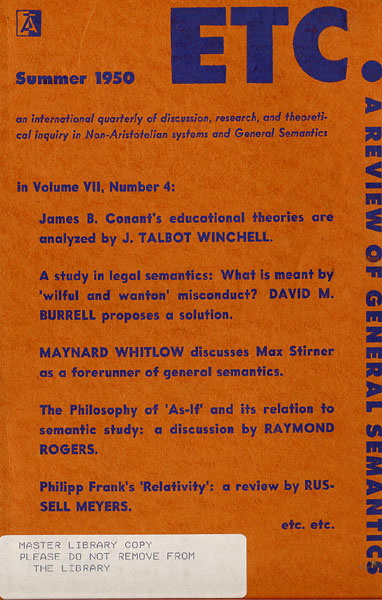 A
ETC.
Summer 1950
A REVIEW OF GENERAL SEMANTICS
an international quarterly of discussion, research, and theoreti-
cal inquiry in Non-Aristotelian systems and General Semantics
in Volume VII, Number 4:
James B. Conant's educational theories are
analyzed by J. TALBOT WINCHELL.
A study in legal semantics: What is meant by
'wilful and wanton' misconduct? DAVID M.
BURRELL proposes a solution.
MAYNARD WHITLOW discusses Max Stirner
as a forerunner of general semantics.
The Philosophy of 'As-If' and its relation to
semantic study: a discussion by RAYMOND
ROGERS.
Philipp Frank's 'Relativity': a review by RUS-
SELL MEYERS.
etc. etc.
MASTER LIBRARY COPY
PLEASE DO NOT REMOVE FROM
THE LIBRARY